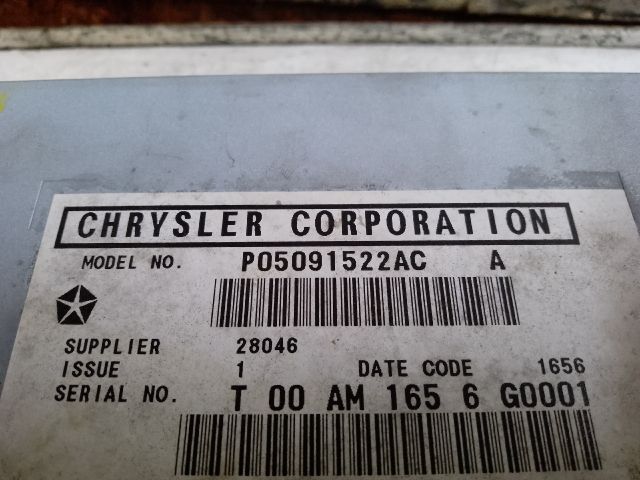 CHRYSLER CORPORATION
MODEL NO. P05091522AC A
SUPPLIER 28046
ISSUE 1 DATE CODE 1656
SERIAL NO. T 00 AM 165 6 G0001